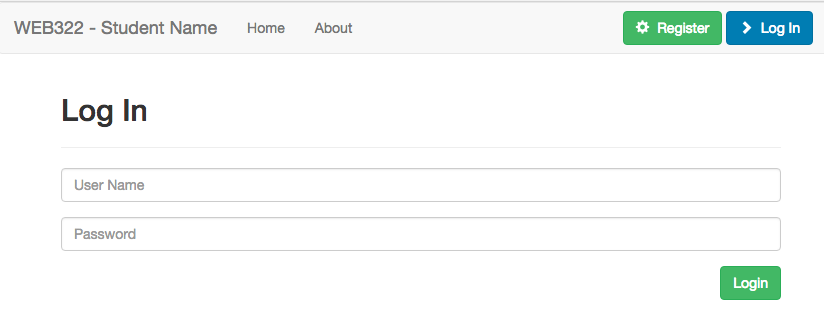 WEB322 - Student Name Home About Register Log In
Log In
User Name
Password
Login